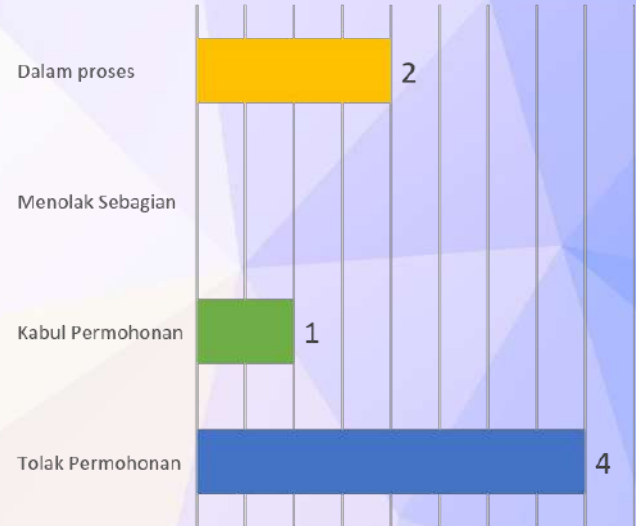 Dalam proses
2
Menolak Sebagian
Kabul Permohonan
1
Tolak Permohonan
4